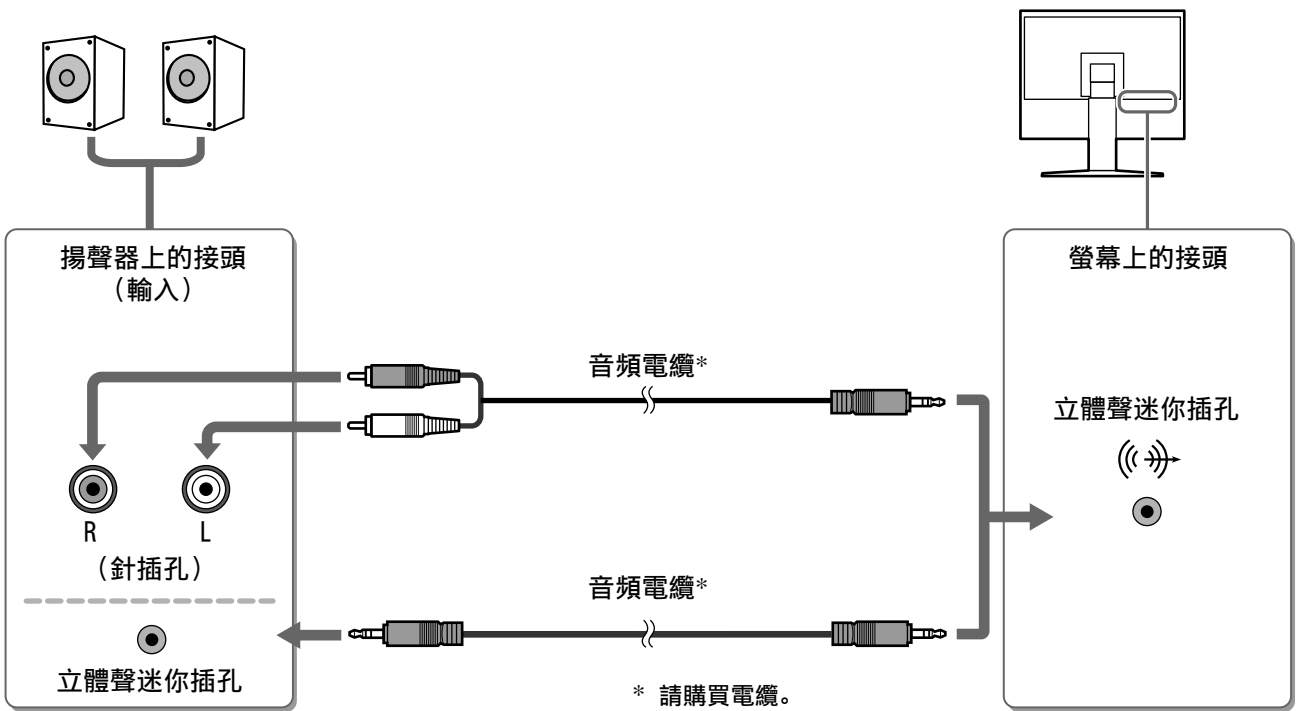 揚聲器上的接頭
（輸入）
R
L
（針插孔）
立體聲迷你插孔
音頻電纜*
音頻電纜*
* 請購買電纜。
螢幕上的接頭
立體聲迷你插孔